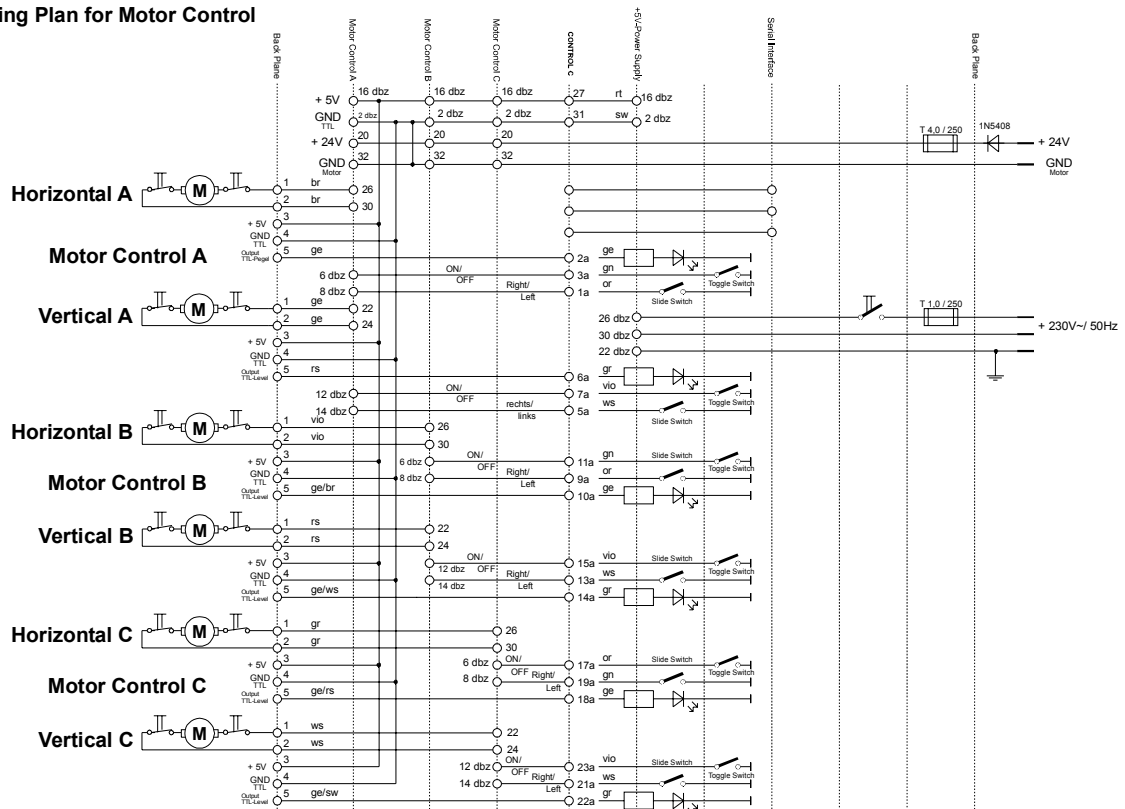 ing Plan for Motor Control
Back Plane
Motor Control A
Motor Control B
Motor Control C
CONTROL C
+5V-Power Supply
Serial Interface
Back Plane
+ 5V 16 dbz 16 dbz 16 dbz 27 rt 16 dbz
GND 2 dbz 2 dbz 2 dbz 31 sw 2 dbz
TTL
+ 24V 20 20 20 T 4,0 / 250 1N5408 + 24V
GND 32 32 32 GND
Motor Motor
Horizontal A M 1 br 26
2 br 30
+ 5V 3
GND 4
TTL
Motor Control A
Output 5 ge 2a ge
TTL-Pegel
6 dbz ON/ OFF 3a gn Toggle Switch
8 dbz Right/ Left 1a or Slide Switch
Vertical A M 1 ge 22
2 ge 24
26 dbz T 1,0 / 250
30 dbz + 230V~/ 50Hz
22 dbz
+ 5V 3
GND 4
TTL
Output 5 rs 6a gr
TTL-Level
12 dbz ON/ OFF 7a vio Toggle Switch
14 dbz rechts/ links 5a ws Slide Switch
Horizontal B M 1 vio 26
2 vio 30
+ 5V 3
6 dbz ON/ OFF 11a gn Slide Switch Toggle Switch
GND 4
TTL
8 dbz Right/ Left 9a or
Motor Control B
Output 5 ge/br 10a ge
TTL-Level
Vertical B M 1 rs 22
2 rs 24
+ 5V 3
12 dbz ON/ OFF 15a vio Slide Switch Toggle Switch
GND 4
TTL
14 dbz Right/ Left 13a ws
Output 5 ge/ws 14a gr
TTL-Level
Horizontal C M 1 gr 26
2 gr 30
+ 5V 3
6 dbz ON/ OFF 17a or Slide Switch Toggle Switch
GND 4
TTL
8 dbz Right/ Left 19a gn
Motor Control C
Output 5 ge/rs 18a ge
TTL-Level
Vertical C M 1 ws 22
2 ws 24
+ 5V 3
12 dbz ON/ OFF 23a vio Slide Switch Toggle Switch
GND 4
TTL
14 dbz Right/ Left 21a ws
Output 5 ge/sw 22a gr
TTL-Level